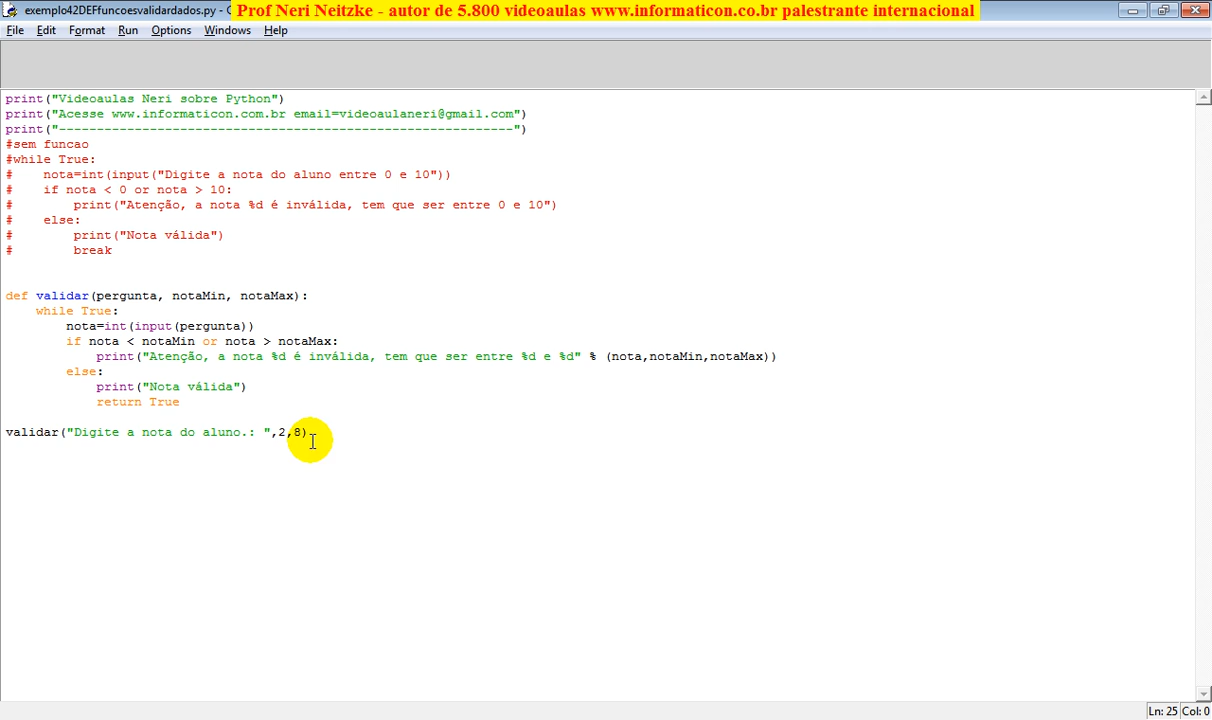 exemplo42DEFfuncoesvalidardados.py - C
Prof Neri Neitzke - autor de 5.800 videoaulas www.informaticon.co.br palestrante internacional
File Edit Format Run Options Windows Help
print("Videoaulas Neri sobre Python")
print("Acesse www.informaticon.com.br email=videoaulaneri@gmail.com")
print("------------------------------------------------------------")
#sem funcao
#while True:
#    nota=int(input("Digite a nota do aluno entre 0 e 10"))
#    if nota < 0 or nota > 10:
#        print("Atenção, a nota %d é inválida, tem que ser entre 0 e 10")
#    else:
#        print("Nota válida")
#        break
def validar(pergunta, notaMin, notaMax):
    while True:
        nota=int(input(pergunta))
        if nota < notaMin or nota > notaMax:
            print("Atenção, a nota %d é inválida, tem que ser entre %d e %d" % (nota,notaMin,notaMax))
        else:
            print("Nota válida")
            return True
validar("Digite a nota do aluno.: ",2,8)
Ln: 25 Col: 0